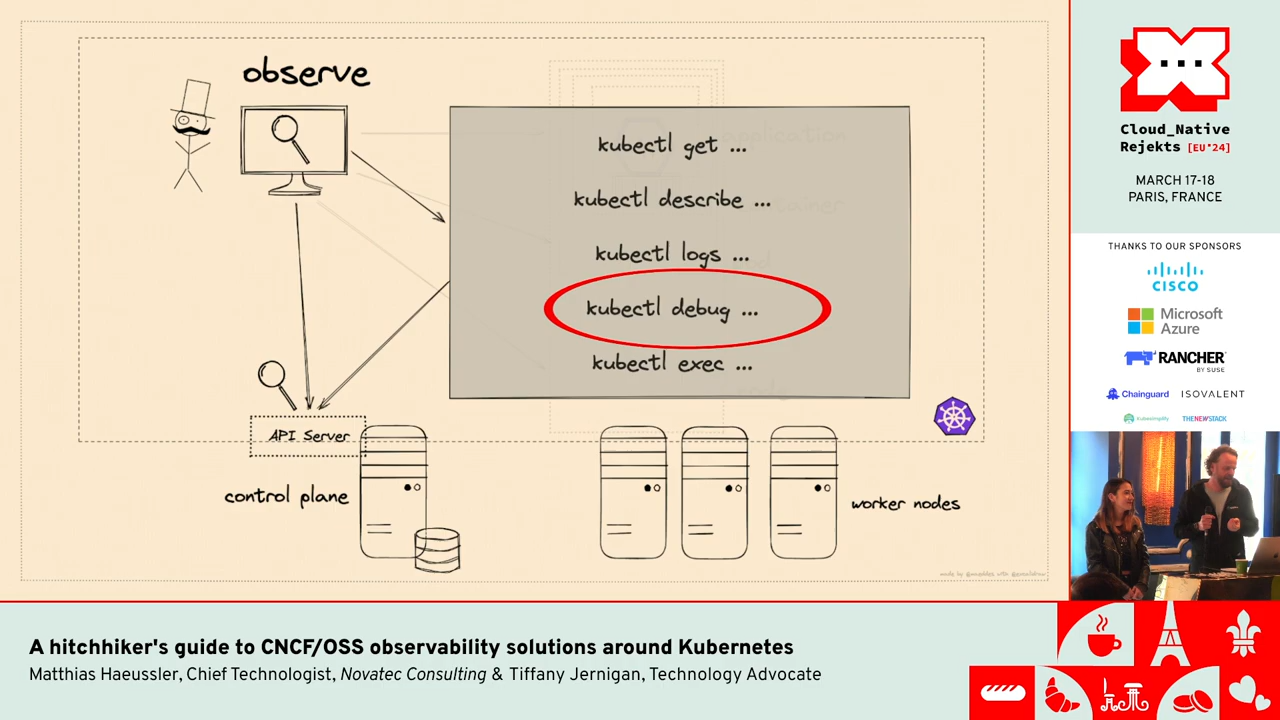 observe
kubectl get ...
kubectl describe ...
kubectl logs ...
kubectl debug ...
kubectl exec ...
API Server
control plane
worker nodes
Cloud_Native
Rejekts [EU*24]
MARCH 17-18
PARIS, FRANCE
THANKS TO OUR SPONSORS
CISCO
Microsoft
Azure
RANCHER
BY SUSE
Chainguard
ISOVALENT
Kubesimplify
THENEWSTACK
A hitchhiker's guide to CNCF/OSS observability solutions around Kubernetes
Matthias Haeussler, Chief Technologist, Novatec Consulting & Tiffany Jernigan, Technology Advocate